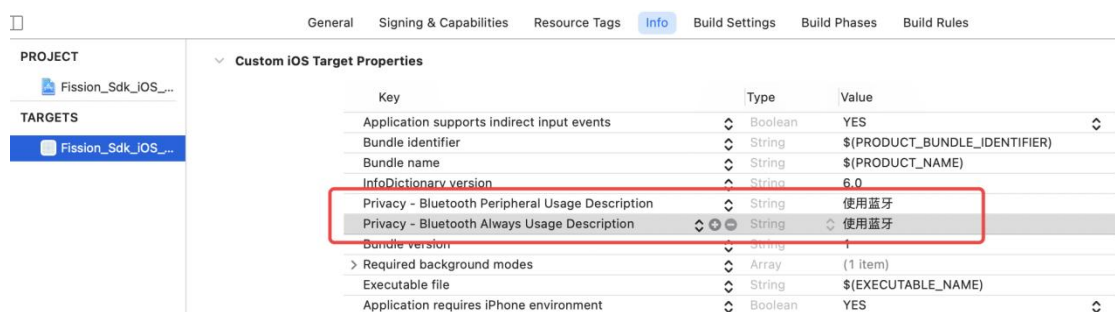 General Signing & Capabilities Resource Tags Info Build Settings Build Phases Build Rules
PROJECT
Fission_Sdk_iOS_...
TARGETS
Fission_Sdk_iOS_...
Custom iOS Target Properties
Key Type Value
Application supports indirect input events Boolean YES
Bundle identifier String $(PRODUCT_BUNDLE_IDENTIFIER)
Bundle name String $(PRODUCT_NAME)
InfoDictionary version String 6.0
Privacy - Bluetooth Peripheral Usage Description String 使用蓝牙
Privacy - Bluetooth Always Usage Description String 使用蓝牙
Bundle version String 1
Required background modes Array (1 item)
Executable file String $(EXECUTABLE_NAME)
Application requires iPhone environment Boolean YES